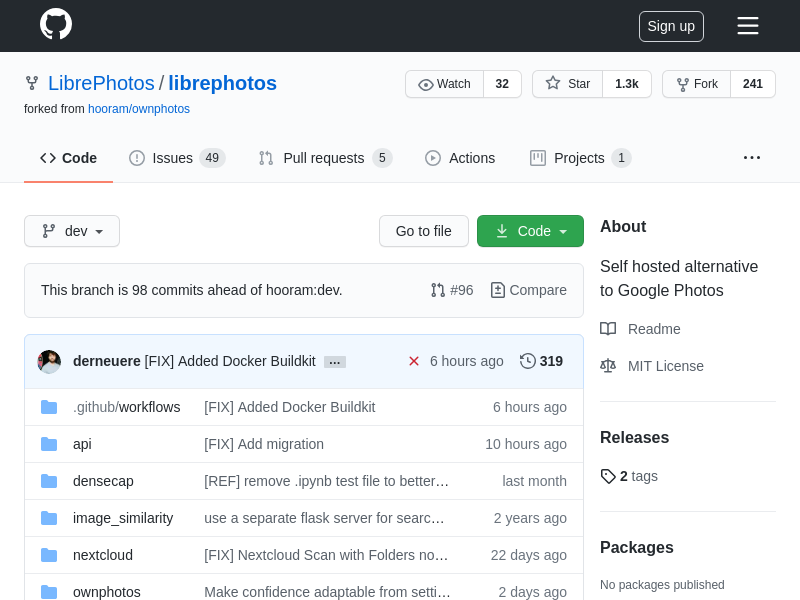 Sign up
LibrePhotos / librephotos
Watch 32
Star 1.3k
Fork 241
forked from hooram/ownphotos
Code
Issues 49
Pull requests 5
Actions
Projects 1
dev
Go to file
Code
This branch is 98 commits ahead of hooram:dev.
#96
Compare
derneuere [FIX] Added Docker Buildkit
6 hours ago
319
.github/workflows [FIX] Added Docker Buildkit 6 hours ago
api [FIX] Add migration 10 hours ago
densecap [REF] remove .ipynb test file to better… last month
image_similarity use a separate flask server for searc… 2 years ago
nextcloud [FIX] Nextcloud Scan with Folders no… 22 days ago
ownphotos Make confidence adaptable from setti… 2 days ago
About
Self hosted alternative
to Google Photos
Readme
MIT License
Releases
2 tags
Packages
No packages published